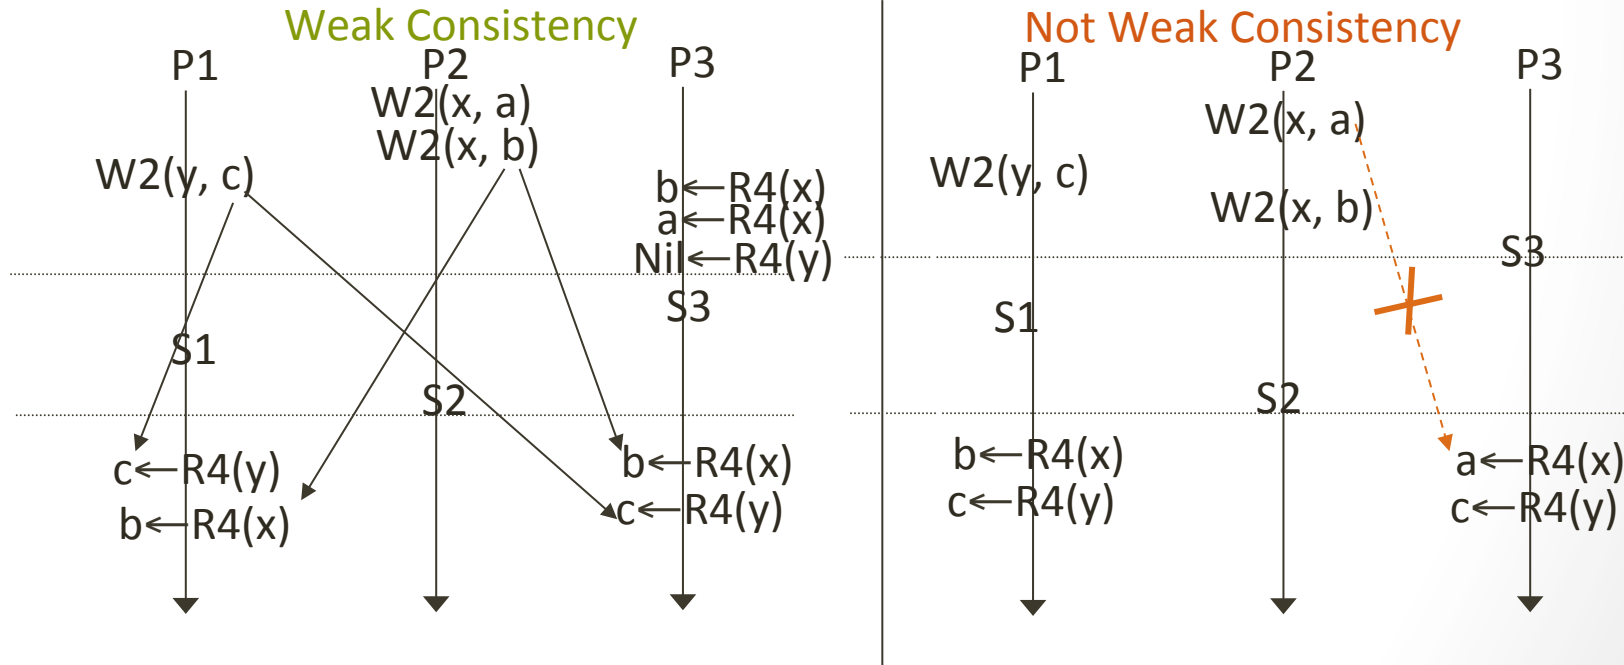 Weak Consistency
P1 P2 P3
W2(x, a)
W2(x, b)
W2(y, c)
b←R4(x)
a←R4(x)
Nil←R4(y)
S3
S1
S2
c←R4(y)
b←R4(x)
b←R4(x)
c←R4(y)
Not Weak Consistency
P1 P2 P3
W2(x, a)
W2(y, c)
W2(x, b)
S3
S1
S2
b←R4(x)
c←R4(y)
a←R4(x)
c←R4(y)